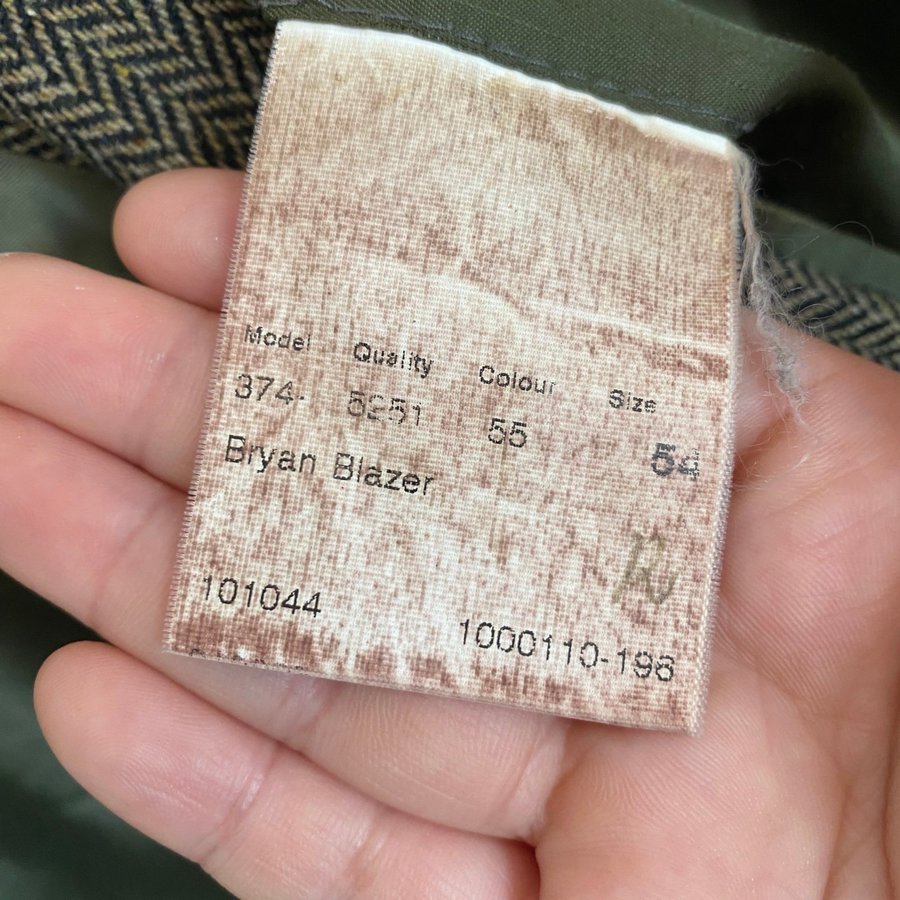 Model Quality Colour Size
374- 5251 55 54
Bryan Blazer
101044 1000110-196